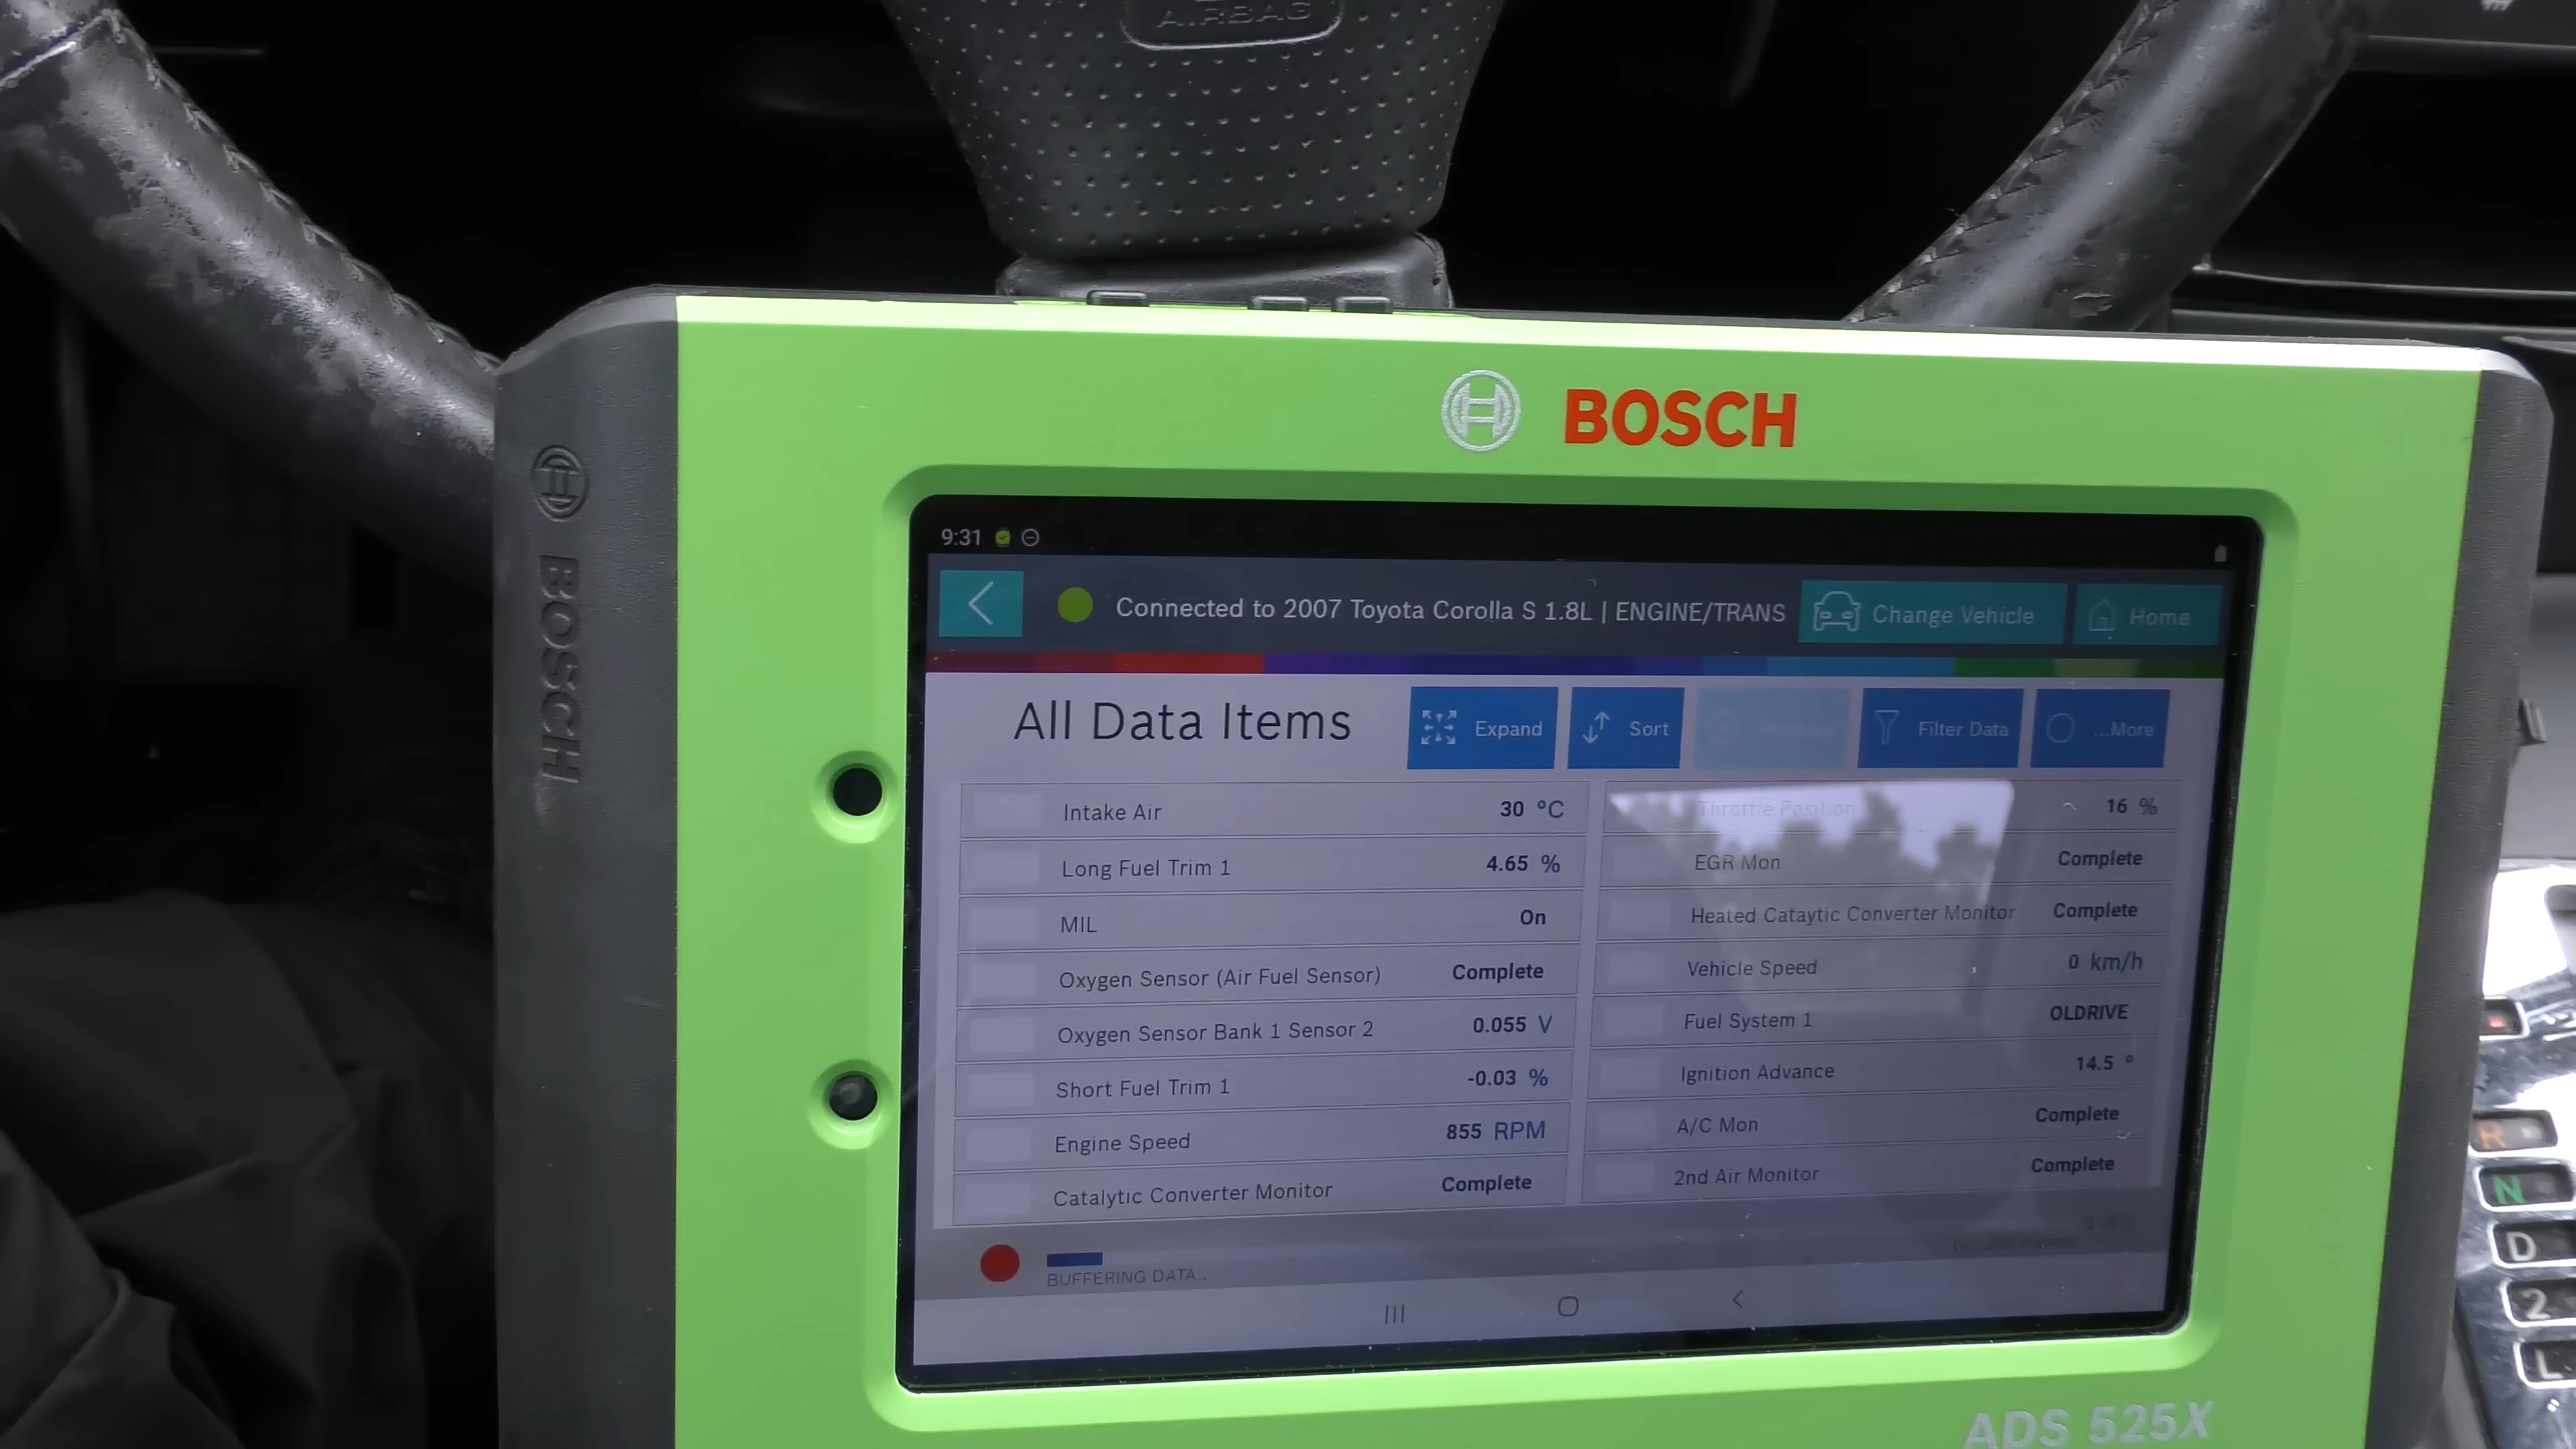 AIRBAG
BOSCH
BOSCH
9:31
Connected to 2007 Toyota Corolla S 1.8L | ENGINE/TRANS
Change Vehicle
Home
All Data Items
Expand
Sort
Filter Data
...More
Intake Air 30 °C
Long Fuel Trim 1 4.65 %
MIL On
Oxygen Sensor (Air Fuel Sensor) Complete
Oxygen Sensor Bank 1 Sensor 2 0.055 V
Short Fuel Trim 1 -0.03 %
Engine Speed 855 RPM
Catalytic Converter Monitor Complete
Throttle Position 16 %
EGR Mon Complete
Heated Cataytic Converter Monitor Complete
Vehicle Speed 0 km/h
Fuel System 1 OLDRIVE
Ignition Advance 14.5 °
A/C Mon Complete
2nd Air Monitor Complete
BUFFERING DATA..
ADS 525X
R
N
D
2
L